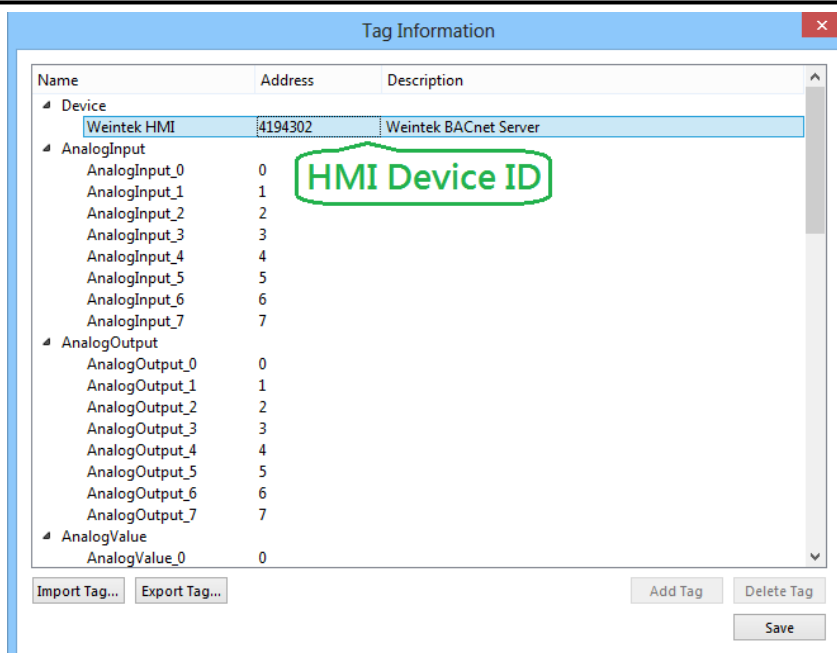 Tag Information
Name Address Description
Device
Weintek HMI 4194302 Weintek BACnet Server
AnalogInput
HMI Device ID
AnalogInput_0 0
AnalogInput_1 1
AnalogInput_2 2
AnalogInput_3 3
AnalogInput_4 4
AnalogInput_5 5
AnalogInput_6 6
AnalogInput_7 7
AnalogOutput
AnalogOutput_0 0
AnalogOutput_1 1
AnalogOutput_2 2
AnalogOutput_3 3
AnalogOutput_4 4
AnalogOutput_5 5
AnalogOutput_6 6
AnalogOutput_7 7
AnalogValue
AnalogValue_0 0
Import Tag... Export Tag... Add Tag Delete Tag
Save